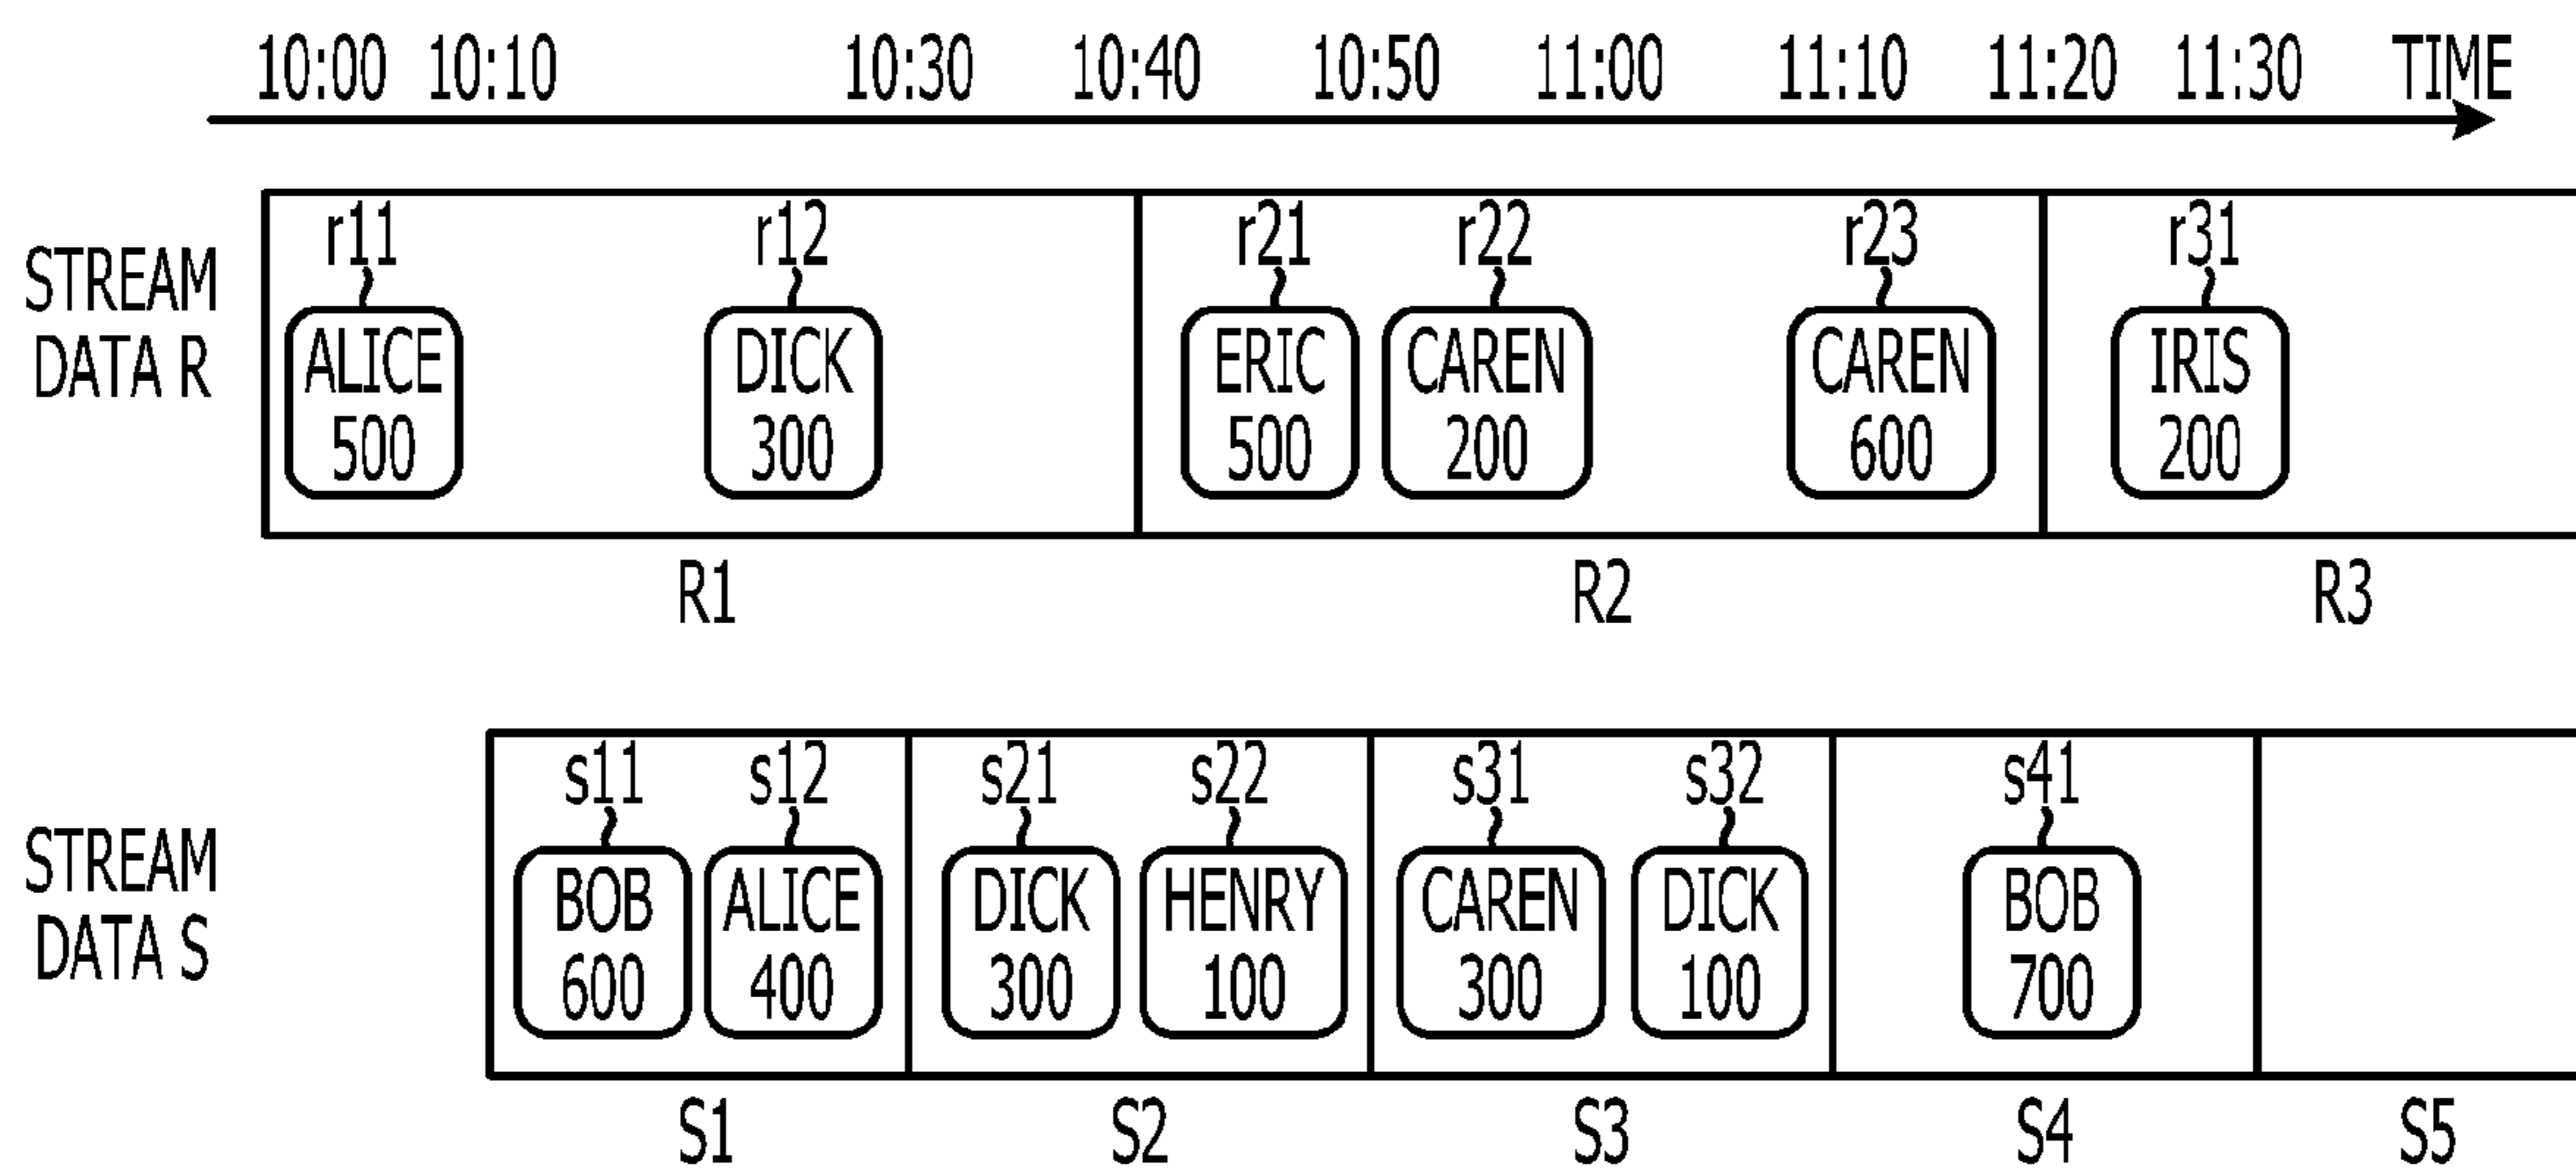 10:00 10:10 10:30 10:40 10:50 11:00 11:10 11:20 11:30 TIME
STREAM
DATA R
r11 r12 r21 r22 r23 r31
ALICE DICK ERIC CAREN CAREN IRIS
500 300 500 200 600 200
R1 R2 R3
STREAM
DATA S
s11 s12 s21 s22 s31 s32 s41
BOB ALICE DICK HENRY CAREN DICK BOB
600 400 300 100 300 100 700
S1 S2 S3 S4 S5